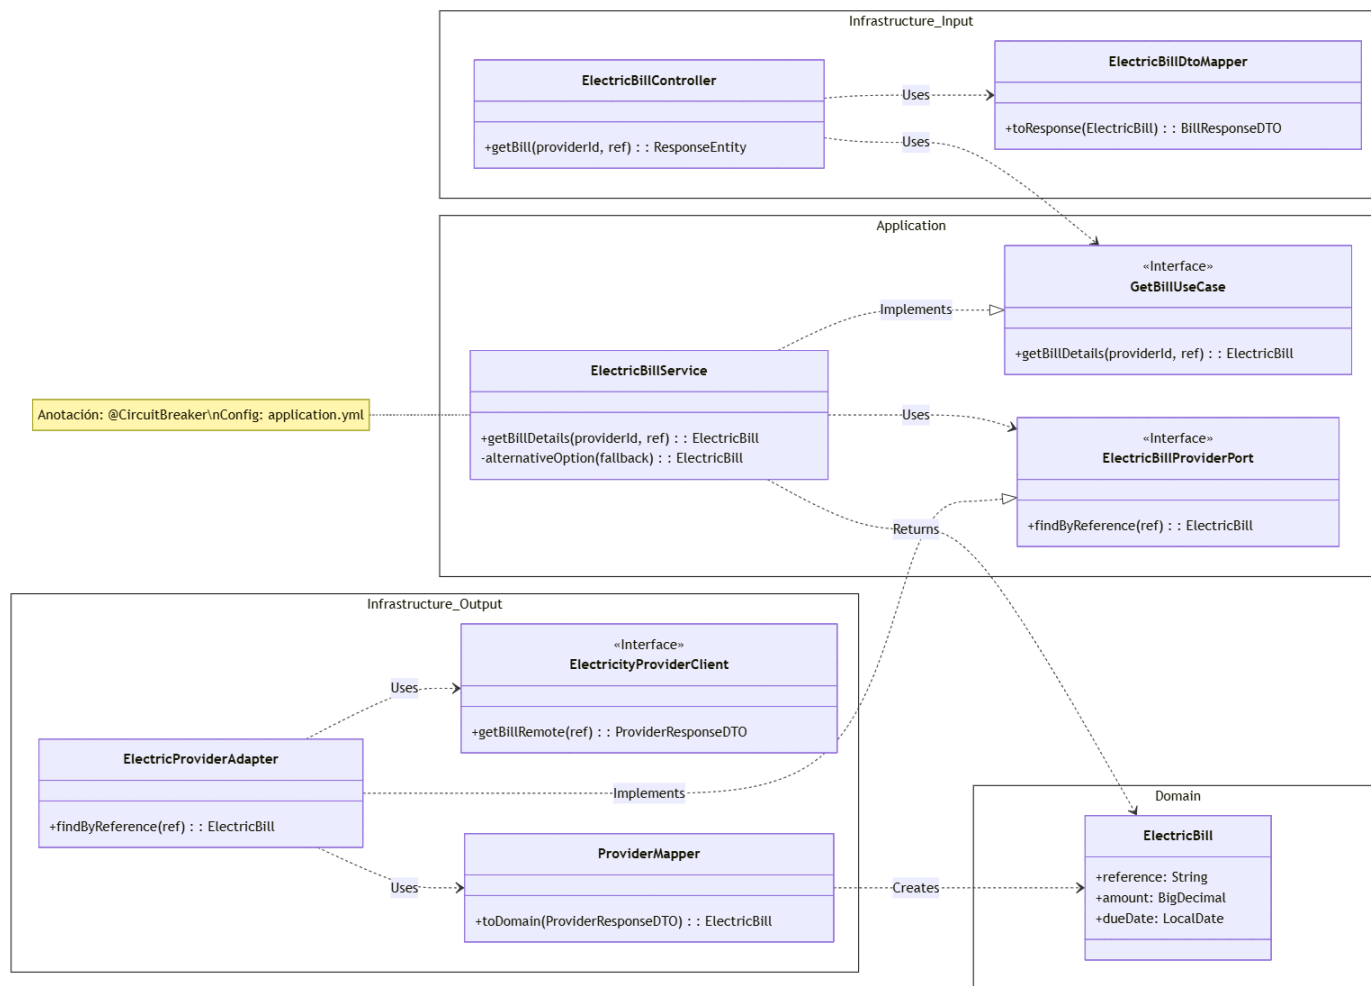 Infrastructure_Input
ElectricBillController
+getBill(providerId, ref) : : ResponseEntity
Uses
Uses
ElectricBillDtoMapper
+toResponse(ElectricBill) : : BillResponseDTO
Application
«Interface»
GetBillUseCase
+getBillDetails(providerId, ref) : : ElectricBill
Implements
ElectricBillService
+getBillDetails(providerId, ref) : : ElectricBill
-alternativeOption(fallback) : : ElectricBill
Anotación: @CircuitBreaker\nConfig: application.yml
Uses
«Interface»
ElectricBillProviderPort
+findByReference(ref) : : ElectricBill
Returns
Infrastructure_Output
«Interface»
ElectricityProviderClient
+getBillRemote(ref) : : ProviderResponseDTO
Uses
ElectricProviderAdapter
+findByReference(ref) : : ElectricBill
Implements
Uses
ProviderMapper
+toDomain(ProviderResponseDTO) : : ElectricBill
Creates
Domain
ElectricBill
+reference: String
+amount: BigDecimal
+dueDate: LocalDate